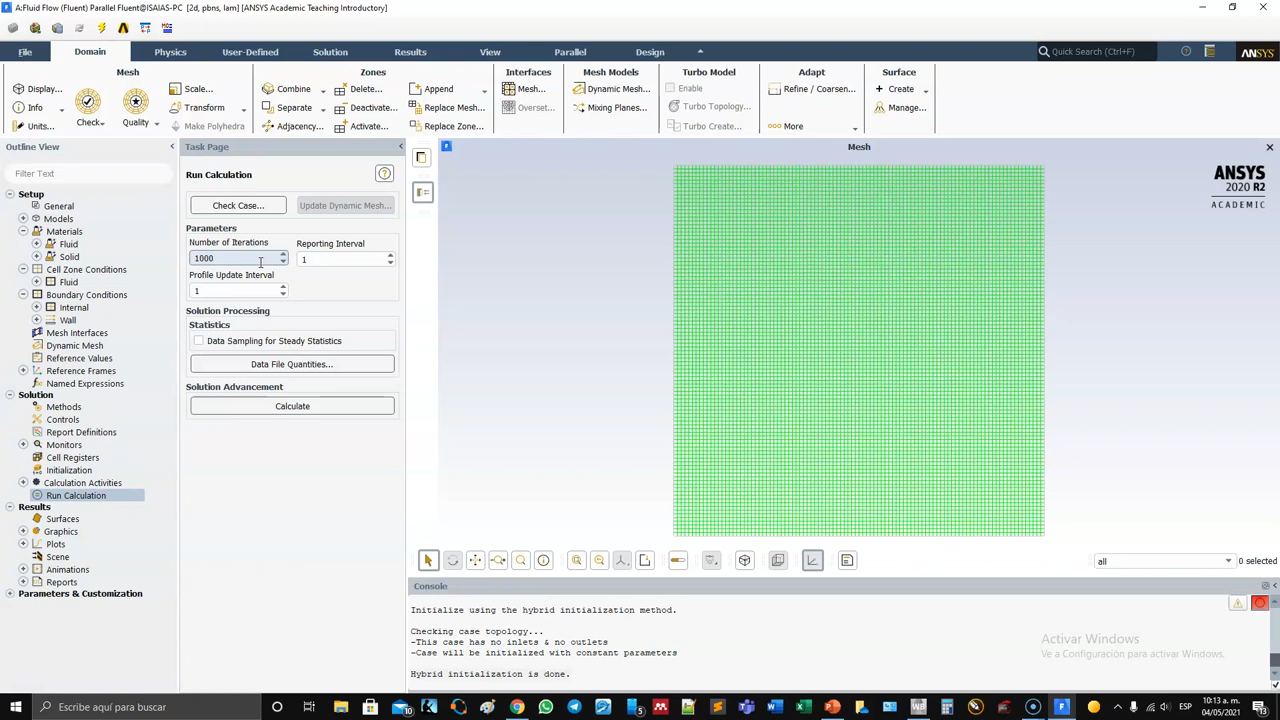 A:Fluid Flow (Fluent) Parallel Fluent@ISAIAS-PC [2d, pbns, lam] [ANSYS Academic Teaching Introductory]
File Domain Physics User-Defined Solution Results View Parallel Design Quick Search (Ctrl+F) ANSYS
Mesh Zones Interfaces Mesh Models Turbo Model Adapt Surface
Display... Scale... Combine Delete... Append Mesh... Dynamic Mesh... Enable Refine / Coarsen... Create
Info Check Quality Transform Separate Deactivate... Replace Mesh... Overset... Mixing Planes... Turbo Topology... Manage...
Units... Make Polyhedra Adjacency... Activate... Replace Zone... Turbo Create... More
Outline View
Filter Text
Setup
General
Models
Materials
Fluid
Solid
Cell Zone Conditions
Fluid
Boundary Conditions
Internal
Wall
Mesh Interfaces
Dynamic Mesh
Reference Values
Reference Frames
Named Expressions
Solution
Methods
Controls
Report Definitions
Monitors
Cell Registers
Initialization
Calculation Activities
Run Calculation
Results
Surfaces
Graphics
Plots
Scene
Animations
Reports
Parameters & Customization
Task Page
Run Calculation
Check Case... Update Dynamic Mesh...
Parameters
Number of Iterations Reporting Interval
1000 1
Profile Update Interval
1
Solution Processing
Statistics
Data Sampling for Steady Statistics
Data File Quantities...
Solution Advancement
Calculate
Mesh
ANSYS
2020 R2
ACADEMIC
all 0 selected
Console
Initialize using the hybrid initialization method.
Checking case topology...
-This case has no inlets & no outlets
-Case will be initialized with constant parameters
Hybrid initialization is done.
Activar Windows
Ve a Configuración para activar Windows.
Escribe aquí para buscar
ESP
10:13 a.m.
04/05/2021